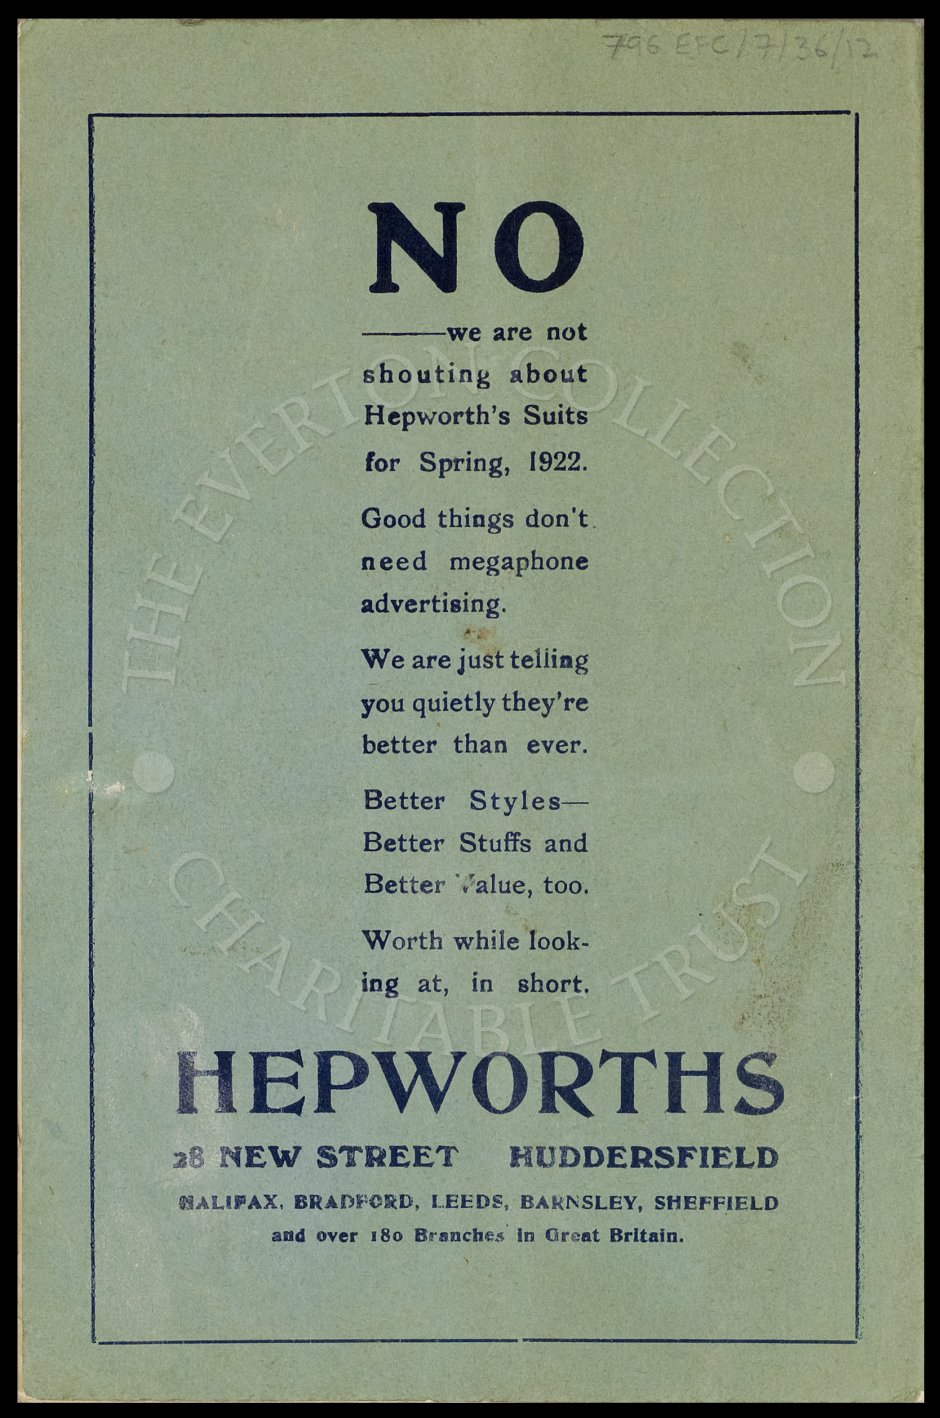 796 EFC/7/36/12
NO
——we are not
shouting about
Hepworth's Suits
for Spring, 1922.
Good things don't
need megaphone
advertising.
We are just telling
you quietly they're
better than ever.
Better Styles—
Better Stuffs and
Better Value, too.
Worth while look-
ing at, in short.
HEPWORTHS
28 NEW STREET HUDDERSFIELD
HALIFAX, BRADFORD, LEEDS, BARNSLEY, SHEFFIELD
and over 180 Branches in Great Britain.
THE EVERTON COLLECTION
CHARITABLE TRUST